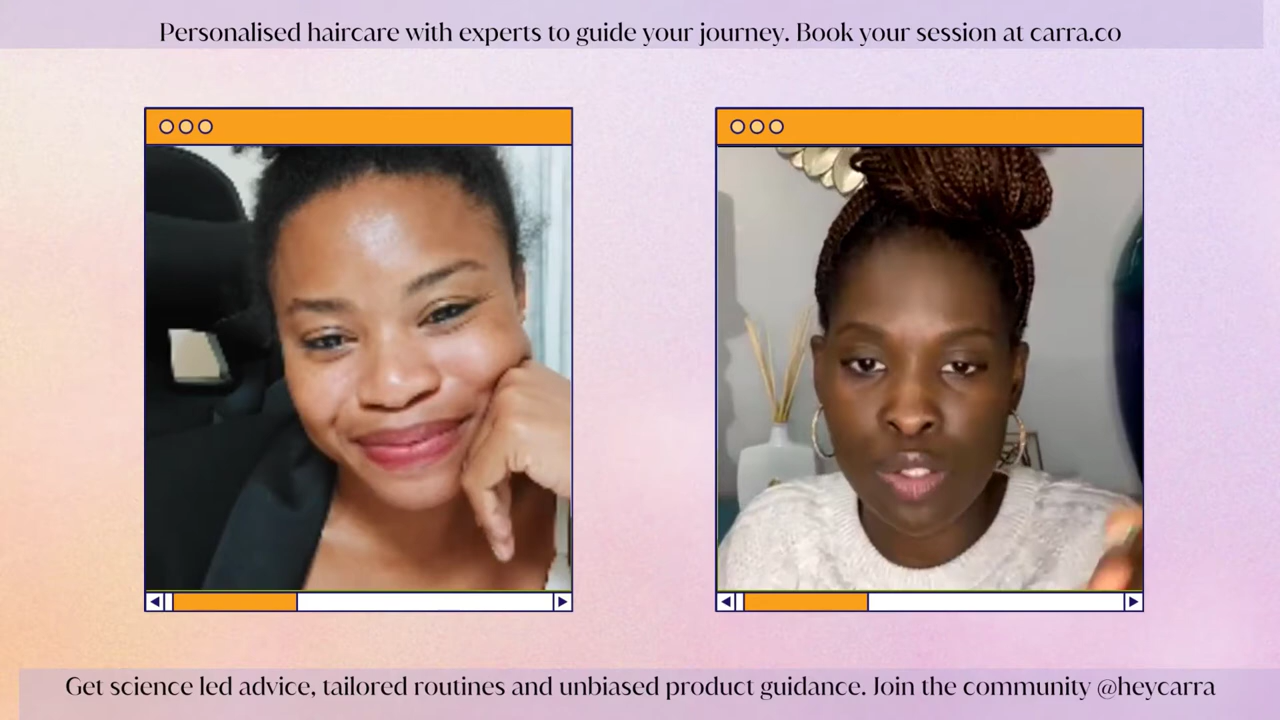 Personalised haircare with experts to guide your journey. Book your session at carra.co
Get science led advice, tailored routines and unbiased product guidance. Join the community @heycarra